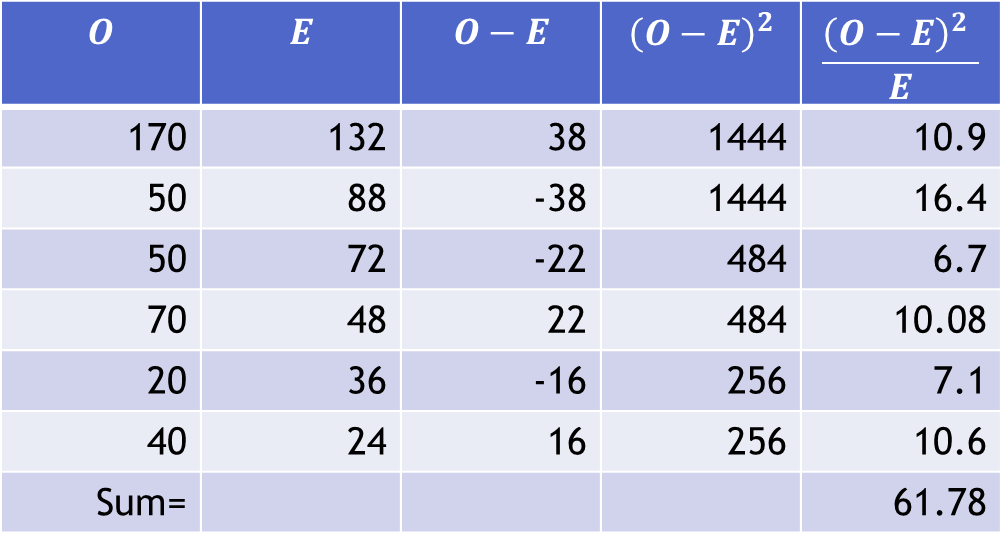 O E O − E (O − E)² (O − E)²
E
170 132 38 1444 10.9
50 88 -38 1444 16.4
50 72 -22 484 6.7
70 48 22 484 10.08
20 36 -16 256 7.1
40 24 16 256 10.6
Sum= 61.78